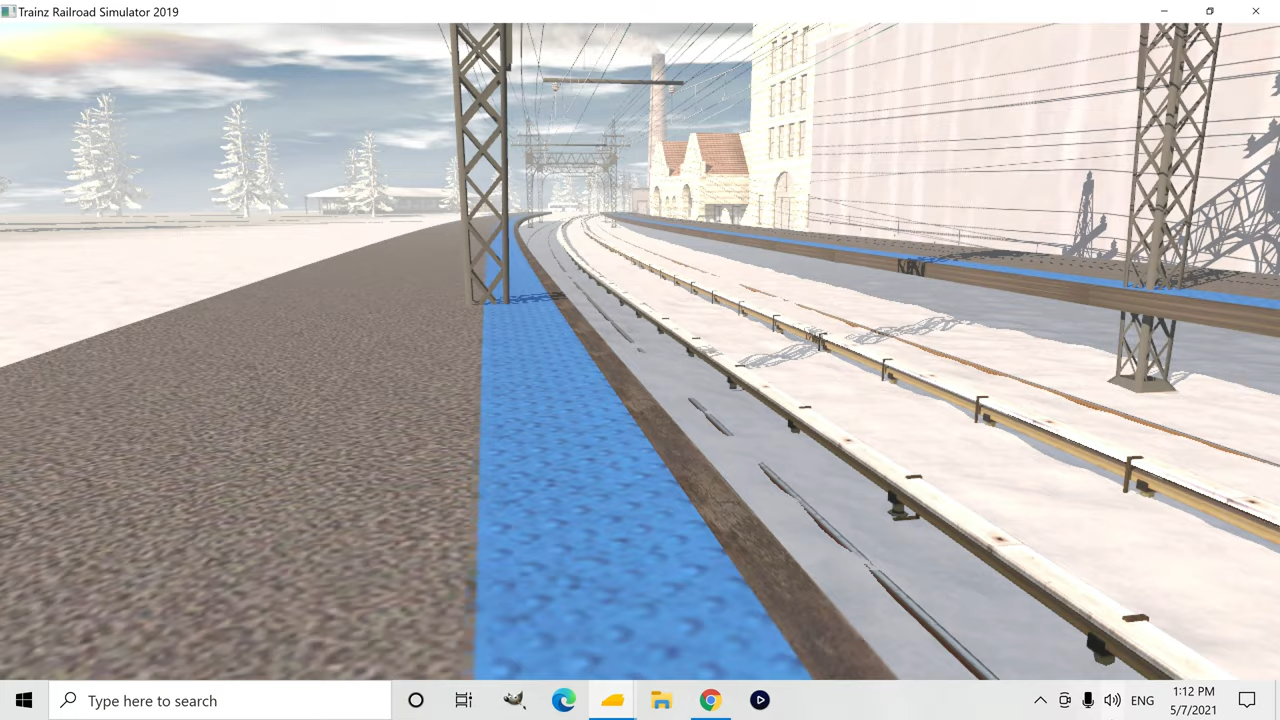 Trainz Railroad Simulator 2019
Type here to search
ENG
1:12 PM
5/7/2021